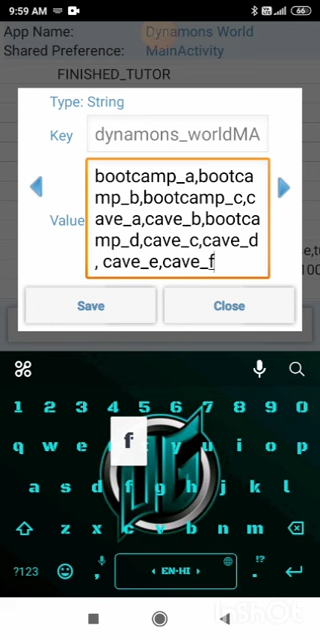 9:59 AM
66
App Name: Dynamons World
Shared Preference: MainActivity
FINISHED_TUTOR
Type: String
Key dynamons_worldMA
bootcamp_a,bootca
mp_b,bootcamp_c,c
ave_a,cave_b,bootca
Value mp_d,cave_c,cave_d
, cave_e,cave_f
Save Close
1 2 3 4 5 6 7 8 9 0
f
q w e y u i o p
a s d f g h j k l
z x c v b n m
?123 , EN-HI . !?
InShot